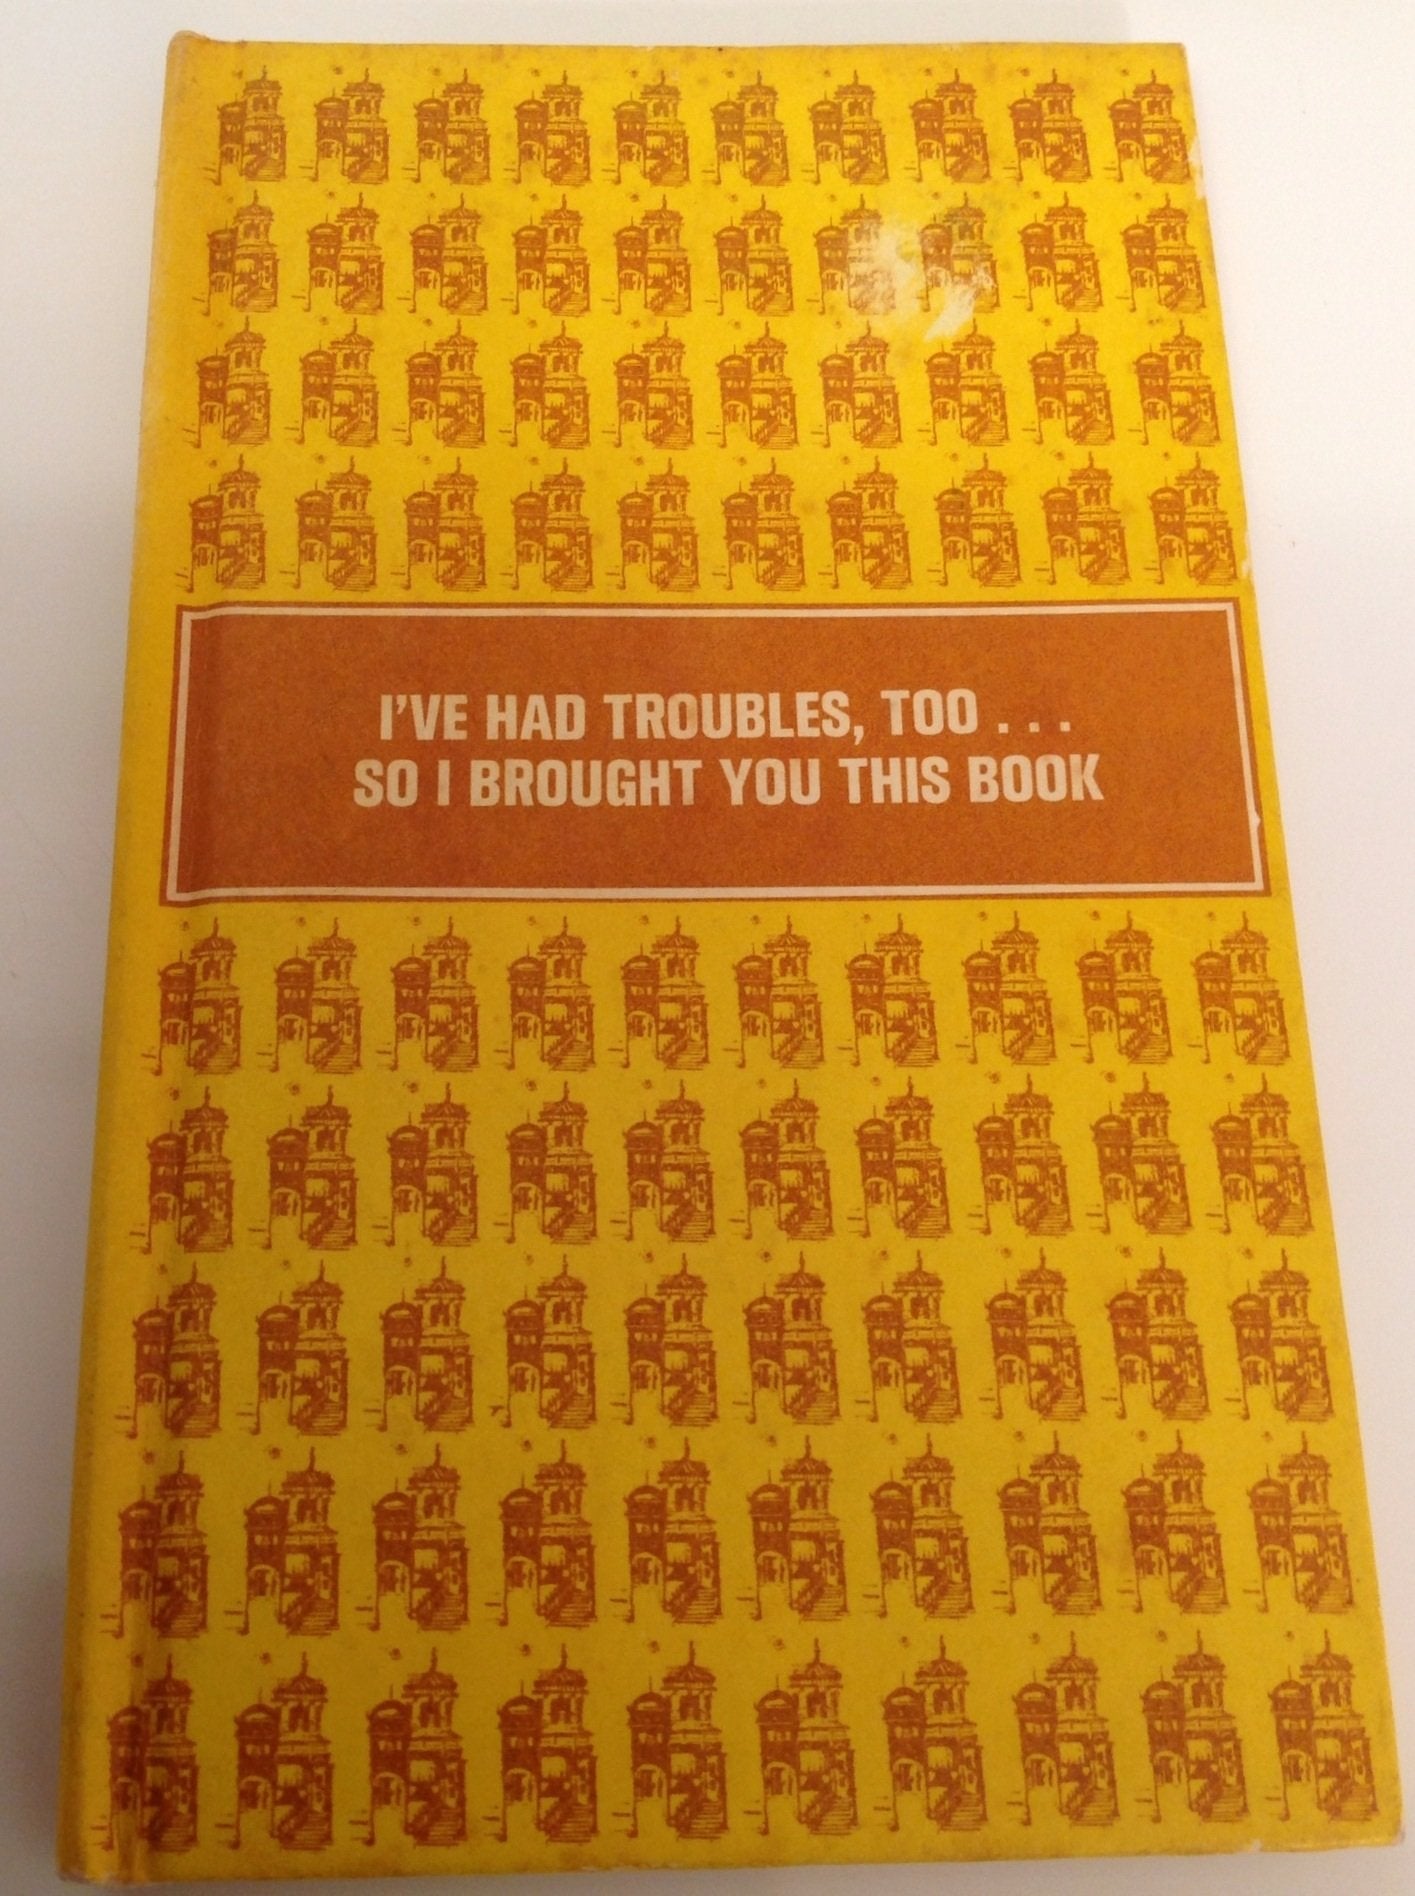 I'VE HAD TROUBLES, TOO . . .
SO I BROUGHT YOU THIS BOOK